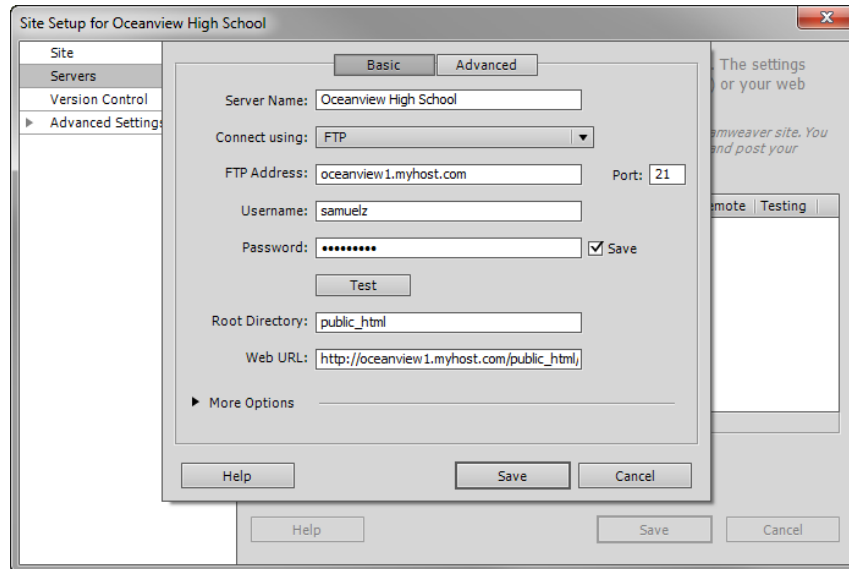 Site Setup for Oceanview High School
Site
Servers
Version Control
Advanced Settings
Basic
Advanced
Server Name: Oceanview High School
Connect using: FTP
FTP Address: oceanview1.myhost.com Port: 21
Username: samuelz
Password: ••••••••• Save
Test
Root Directory: public_html
Web URL: http://oceanview1.myhost.com/public_html/
More Options
Help Save Cancel
. The settings
) or your web
amweaver site. You
and post your
emote Testing
Help Save Cancel